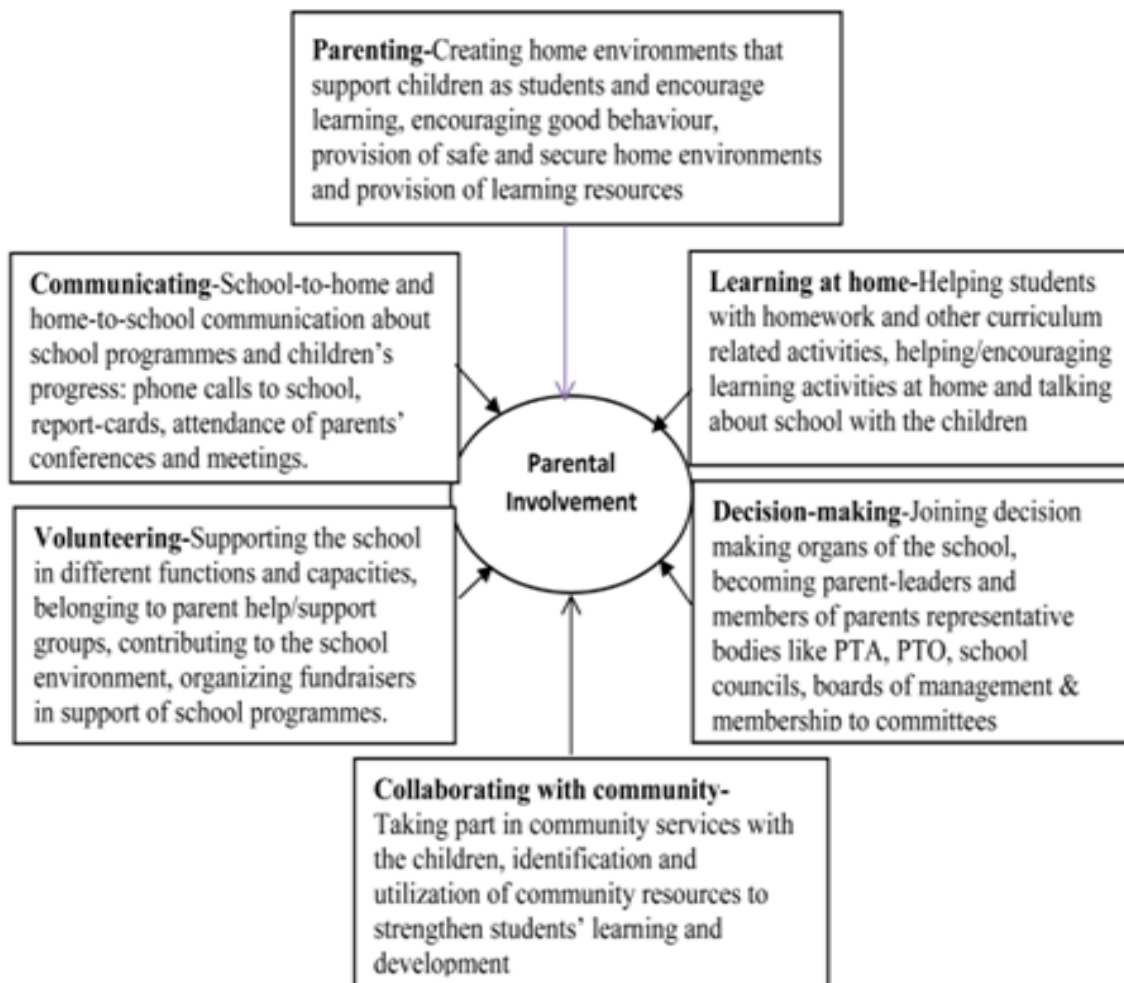 Parenting-Creating home environments that
support children as students and encourage
learning, encouraging good behaviour,
provision of safe and secure home environments
and provision of learning resources
Communicating-School-to-home and
home-to-school communication about
school programmes and children's
progress: phone calls to school,
report-cards, attendance of parents'
conferences and meetings.
Learning at home-Helping students
with homework and other curriculum
related activities, helping/encouraging
learning activities at home and talking
about school with the children
Parental
Involvement
Volunteering-Supporting the school
in different functions and capacities,
belonging to parent help/support
groups, contributing to the school
environment, organizing fundraisers
in support of school programmes.
Decision-making-Joining decision
making organs of the school,
becoming parent-leaders and
members of parents representative
bodies like PTA, PTO, school
councils, boards of management &
membership to committees
Collaborating with community-
Taking part in community services with
the children, identification and
utilization of community resources to
strengthen students' learning and
development